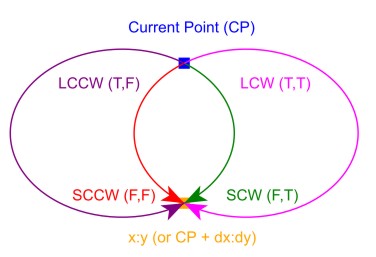 Current Point (CP)
LCCW (T,F)
LCW (T,T)
SCCW (F,F)
SCW (F,T)
x:y (or CP + dx:dy)